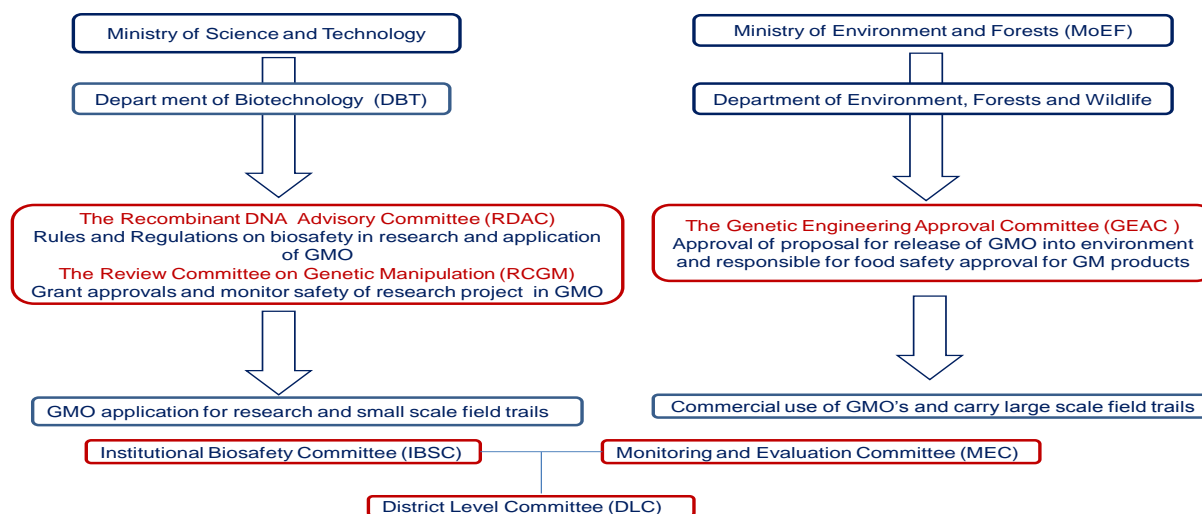 Ministry of Science and Technology
Depart ment of Biotechnology (DBT)
The Recombinant DNA Advisory Committee (RDAC)
Rules and Regulations on biosafety in research and application
of GMO
The Review Committee on Genetic Manipulation (RCGM)
Grant approvals and monitor safety of research project in GMO
GMO application for research and small scale field trails
Ministry of Environment and Forests (MoEF)
Department of Environment, Forests and Wildlife
The Genetic Engineering Approval Committee (GEAC )
Approval of proposal for release of GMO into environment
and responsible for food safety approval for GM products
Commercial use of GMO's and carry large scale field trails
Institutional Biosafety Committee (IBSC)
Monitoring and Evaluation Committee (MEC)
District Level Committee (DLC)